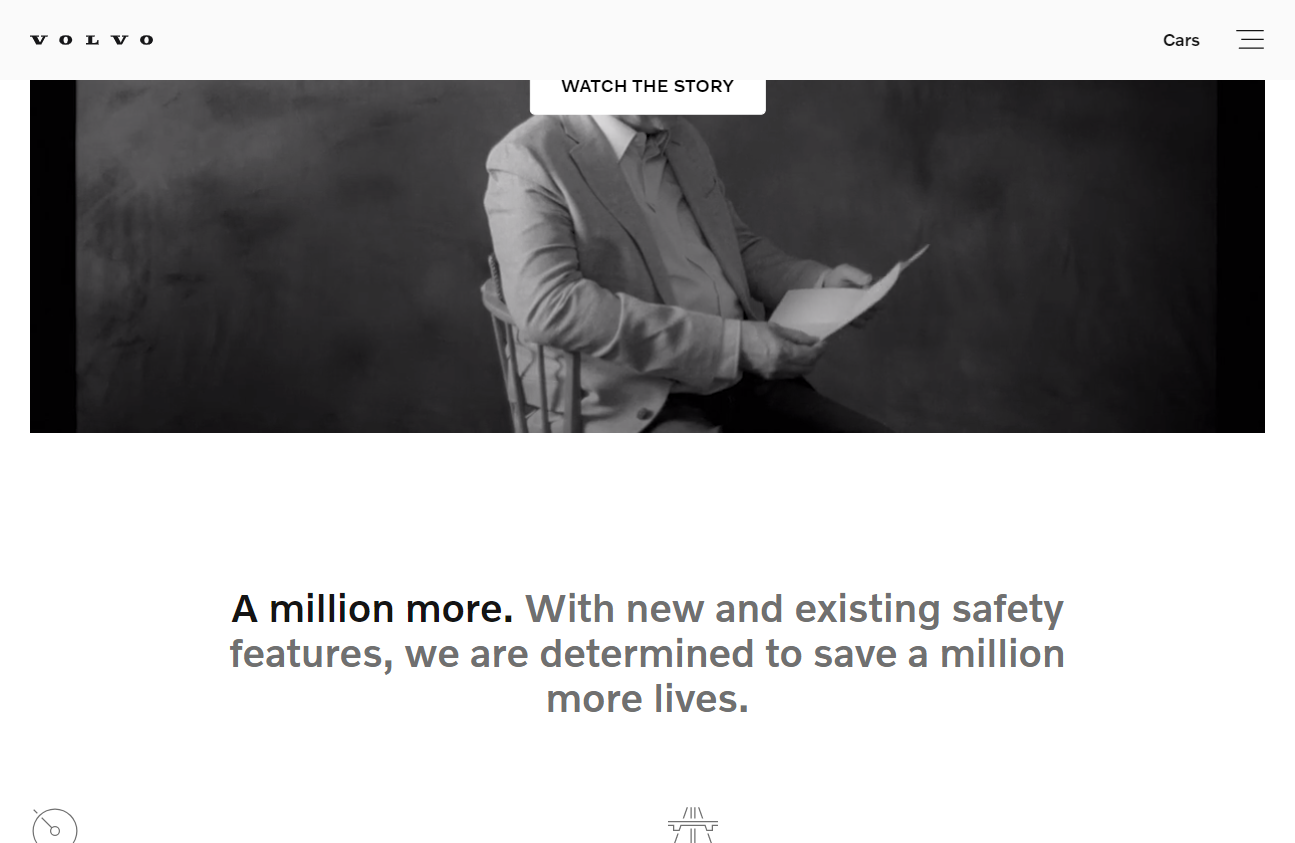 VOLVO
Cars
WATCH THE STORY
A million more. With new and existing safety
features, we are determined to save a million
more lives.